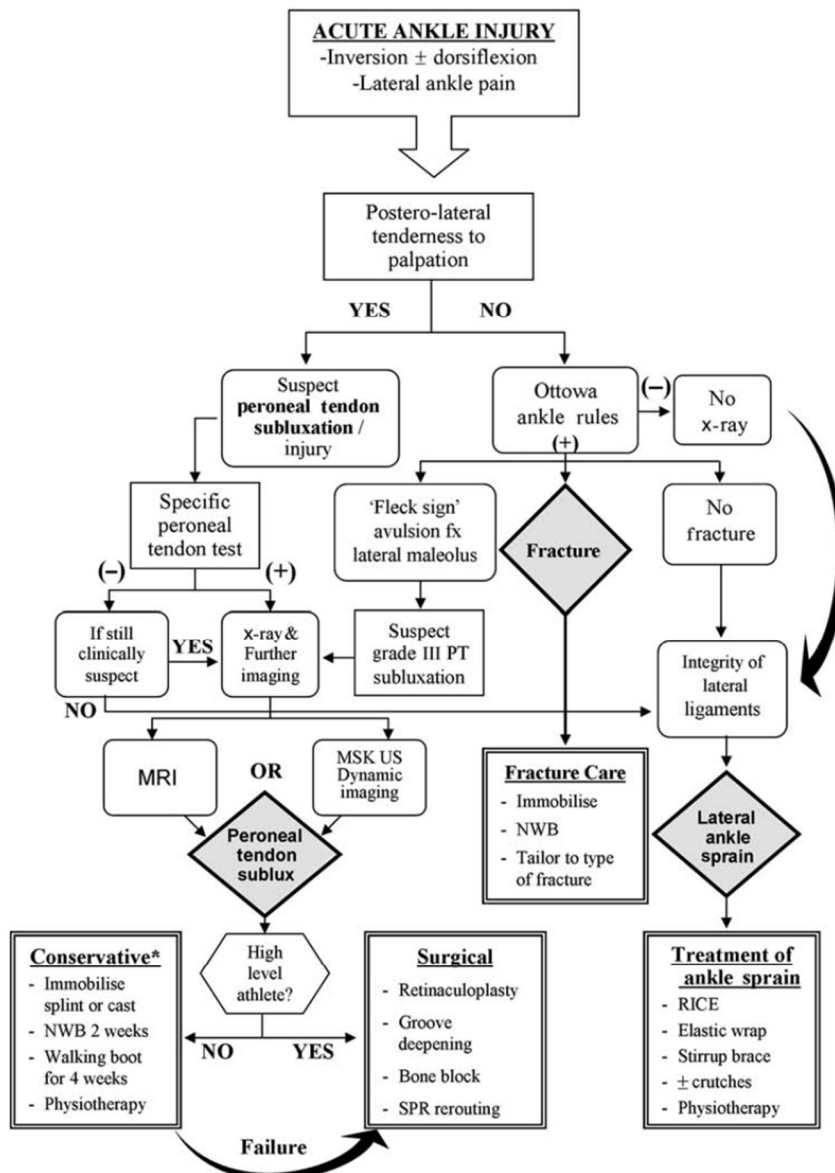 ACUTE ANKLE INJURY
-Inversion ± dorsiflexion
-Lateral ankle pain
Postero-lateral
tenderness to
palpation
YES
NO
Suspect
peroneal tendon
subluxation /
injury
Ottowa
ankle rules
(+)
(–)
No
x-ray
Specific
peroneal
tendon test
‘Fleck sign’
avulsion fx
lateral maleolus
Fracture
No
fracture
(–)
(+)
If still
clinically
suspect
YES
x-ray &
Further
imaging
Suspect
grade III PT
subluxation
Integrity of
lateral
ligaments
NO
MRI
OR
MSK US
Dynamic
imaging
Fracture Care
- Immobilise
- NWB
- Tailor to type
of fracture
Lateral
ankle
sprain
Peroneal
tendon
sublux
Conservative*
- Immobilise
splint or cast
- NWB 2 weeks
- Walking boot
for 4 weeks
- Physiotherapy
High
level
athlete?
NO
YES
Surgical
- Retinaculoplasty
- Groove
deepening
- Bone block
- SPR rerouting
Treatment of
ankle sprain
- RICE
- Elastic wrap
- Stirrup brace
- ± crutches
- Physiotherapy
Failure